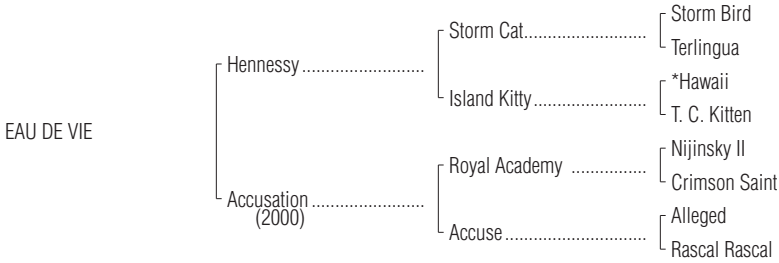 Storm Bird
Storm Cat..............................
Terlingua
Hennessy ..............................
*Hawaii
Island Kitty............................
T. C. Kitten
EAU DE VIE
Nijinsky II
Royal Academy ..................
Crimson Saint
Accusation ...........................
(2000)
Alleged
Accuse...................................
Rascal Rascal